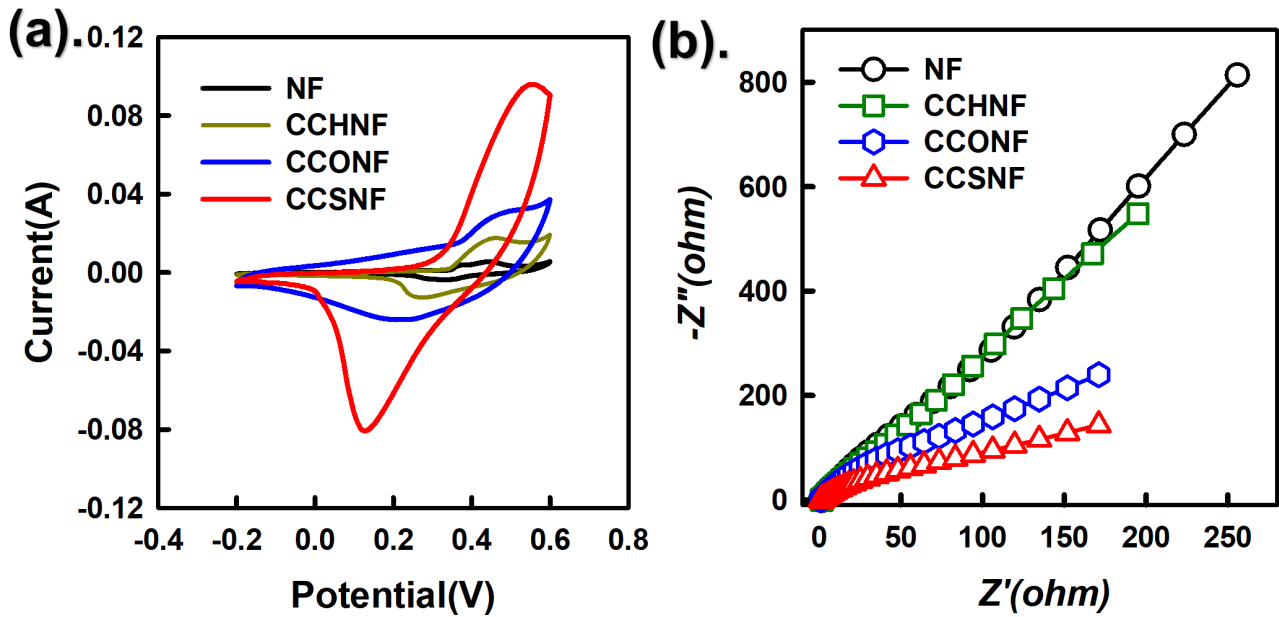 (a).
0.12
0.08
0.04
0.00
-0.04
-0.08
-0.12
Current(A)
NF
CCHNF
CCONF
CCSNF
-0.4 -0.2 0.0 0.2 0.4 0.6 0.8
Potential(V)
(b).
800
600
400
200
0
-Z"(ohm)
NF
CCHNF
CCONF
CCSNF
0 50 100 150 200 250
Z'(ohm)